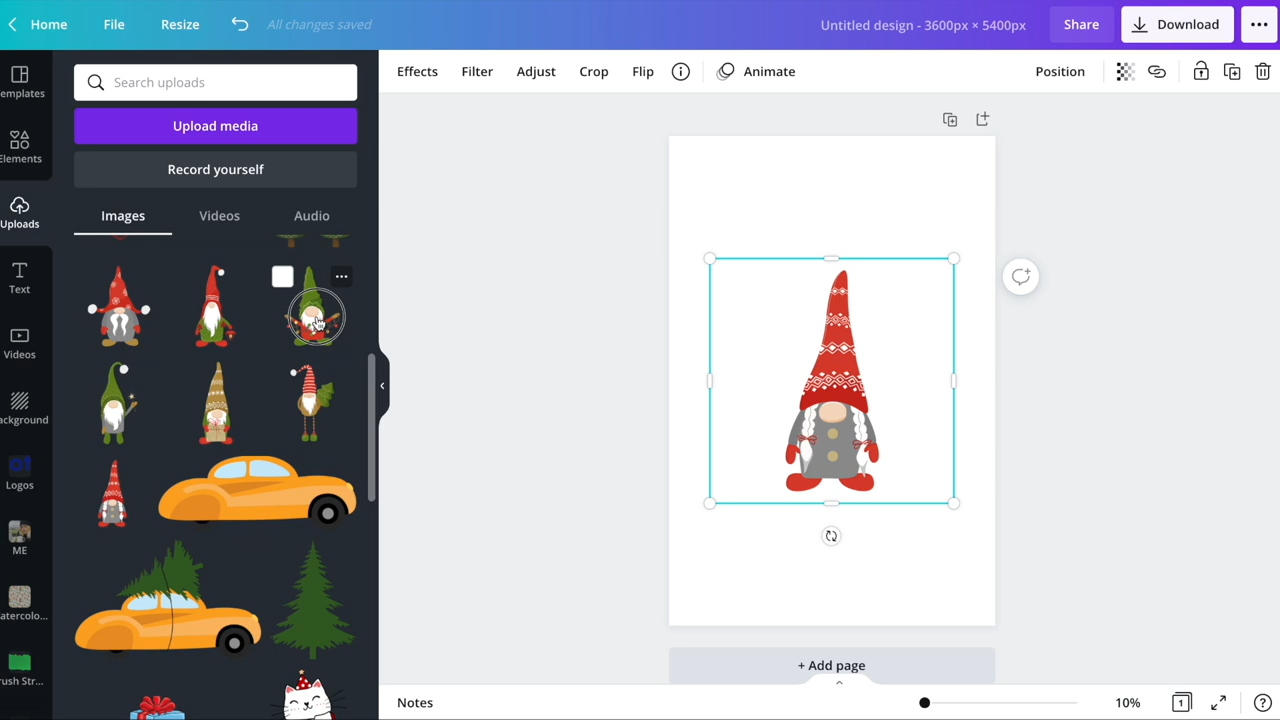 Home File Resize All changes saved Untitled design - 3600px × 5400px Share Download
Effects Filter Adjust Crop Flip Animate Position
Search uploads
Upload media
Record yourself
Images Videos Audio
emplates
Elements
Uploads
Text
Videos
ackground
Logos
ME
atercolo...
rush Str...
+ Add page
Notes 10% 1